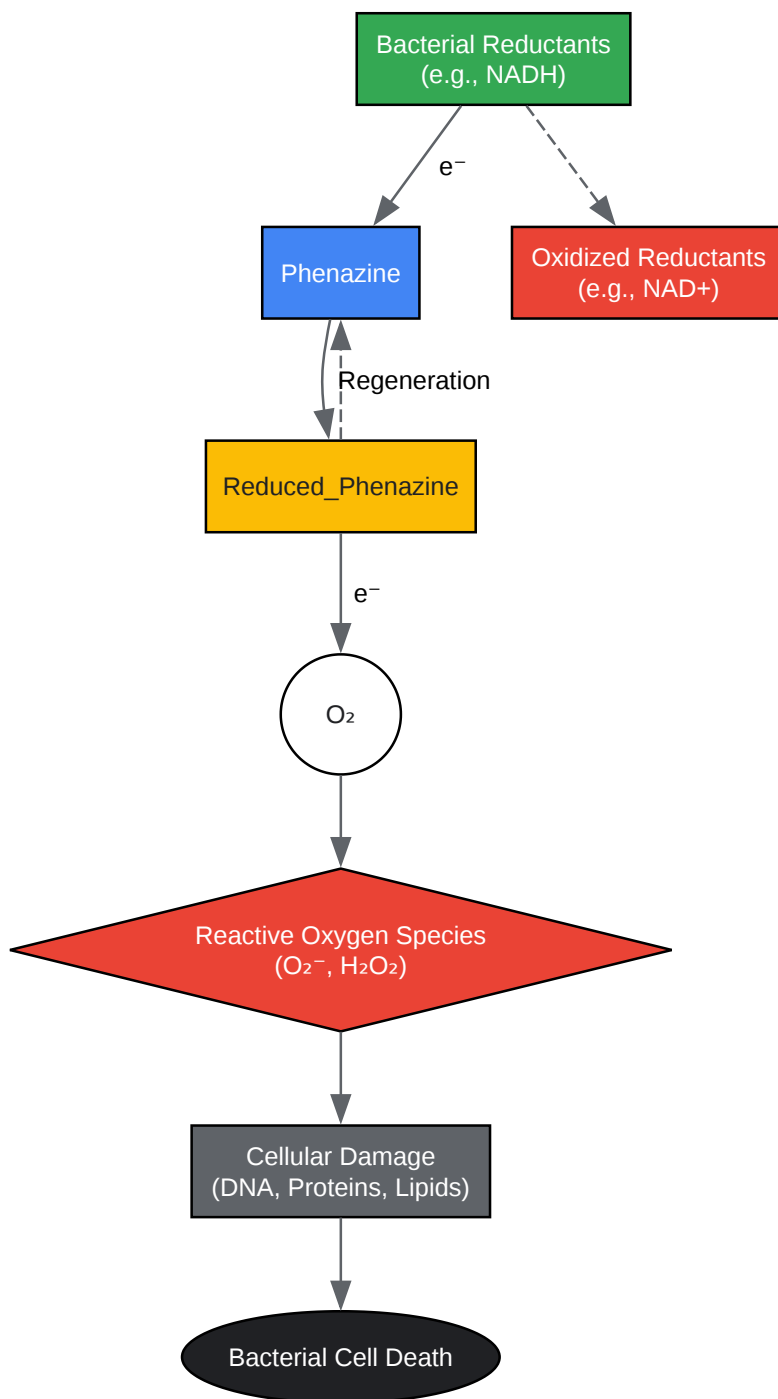 Bacterial Reductants
(e.g., NADH)
e⁻
Phenazine
Oxidized Reductants
(e.g., NAD+)
Regeneration
Reduced_Phenazine
e⁻
O₂
Reactive Oxygen Species
(O₂⁻, H₂O₂)
Cellular Damage
(DNA, Proteins, Lipids)
Bacterial Cell Death